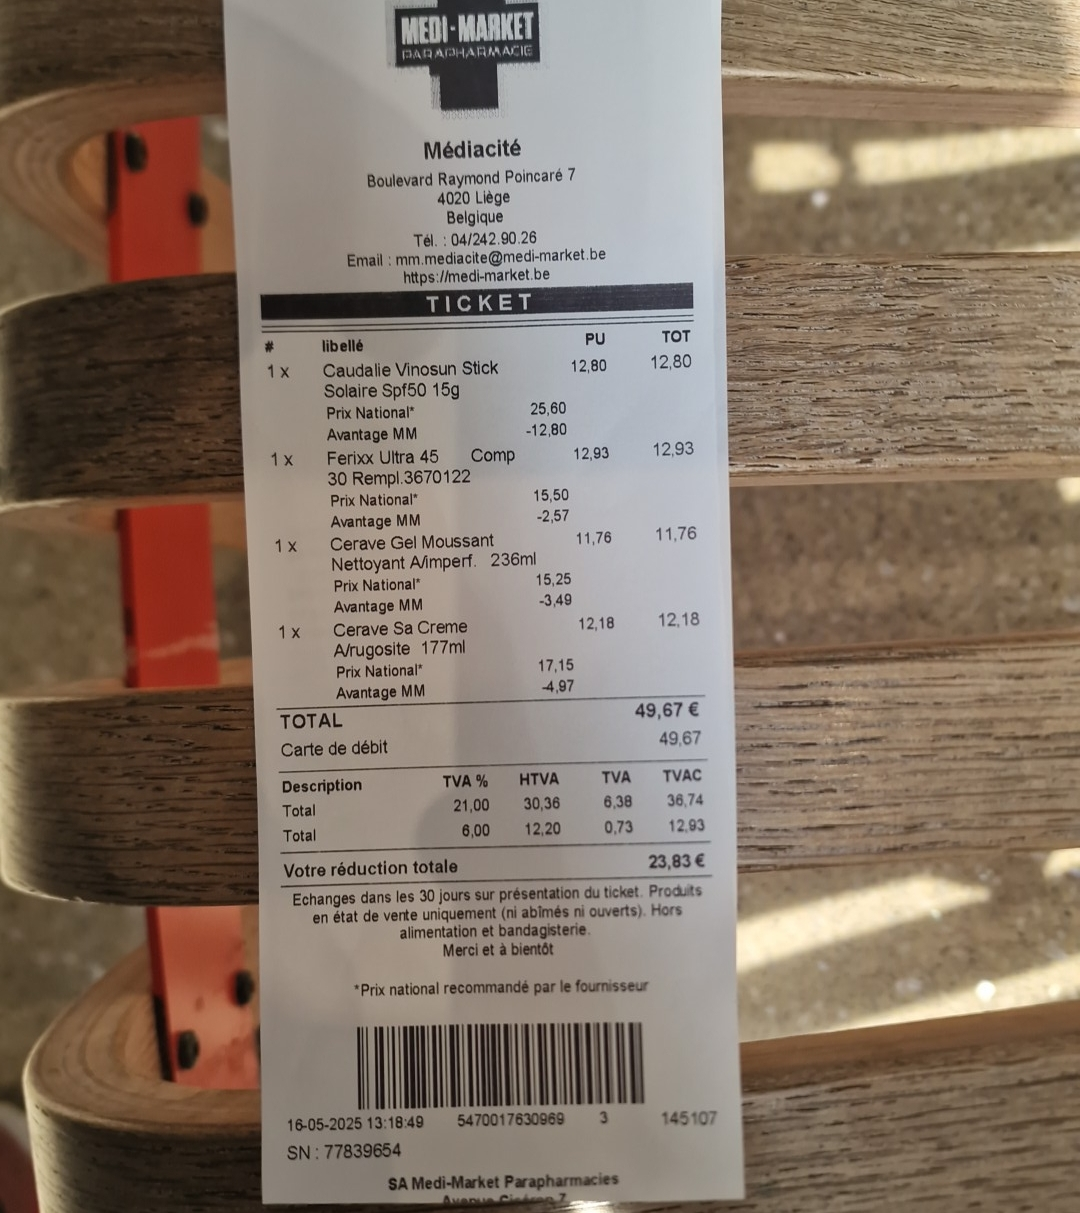 MEDI-MARKET
PARAPHARMACIE
Médiacité
Boulevard Raymond Poincaré 7
4020 Liège
Belgique
Tél. : 04/242.90.26
Email : mm.mediacite@medi-market.be
https://medi-market.be
TICKET
# libellé PU TOT
1 x Caudalie Vinosun Stick 12,80 12,80
Solaire Spf50 15g
Prix National* 25,60
Avantage MM -12,80
1 x Ferixx Ultra 45 Comp 12,93 12,93
30 Rempl.3670122
Prix National* 15,50
Avantage MM -2,57
1 x Cerave Gel Moussant 11,76 11,76
Nettoyant A/imperf. 236ml
Prix National* 15,25
Avantage MM -3,49
1 x Cerave Sa Creme 12,18 12,18
A/rugosite 177ml
Prix National* 17,15
Avantage MM -4,97
TOTAL 49,67 €
Carte de débit 49,67
Description TVA % HTVA TVA TVAC
Total 21,00 30,36 6,38 36,74
Total 6,00 12,20 0,73 12,93
Votre réduction totale 23,83 €
Echanges dans les 30 jours sur présentation du ticket. Produits
en état de vente uniquement (ni abîmés ni ouverts). Hors
alimentation et bandagisterie.
Merci et à bientôt
*Prix national recommandé par le fournisseur
16-05-2025 13:18:49 5470017630969 3 145107
SN : 77839654
SA Medi-Market Parapharmacies
Avenue Cicéron 7